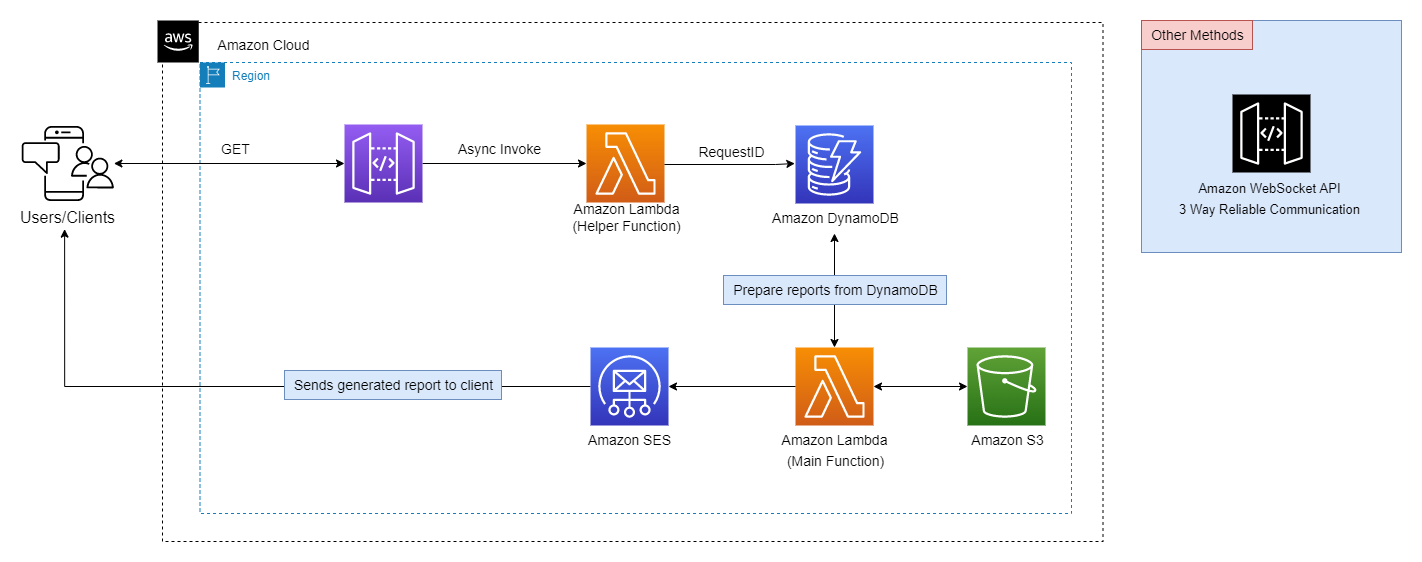 aws
Amazon Cloud
Region
Other Methods
GET
Async Invoke
RequestID
Users/Clients
Amazon Lambda
(Helper Function)
Amazon DynamoDB
Amazon WebSocket API
3 Way Reliable Communication
Prepare reports from DynamoDB
Sends generated report to client
Amazon SES
Amazon Lambda
(Main Function)
Amazon S3